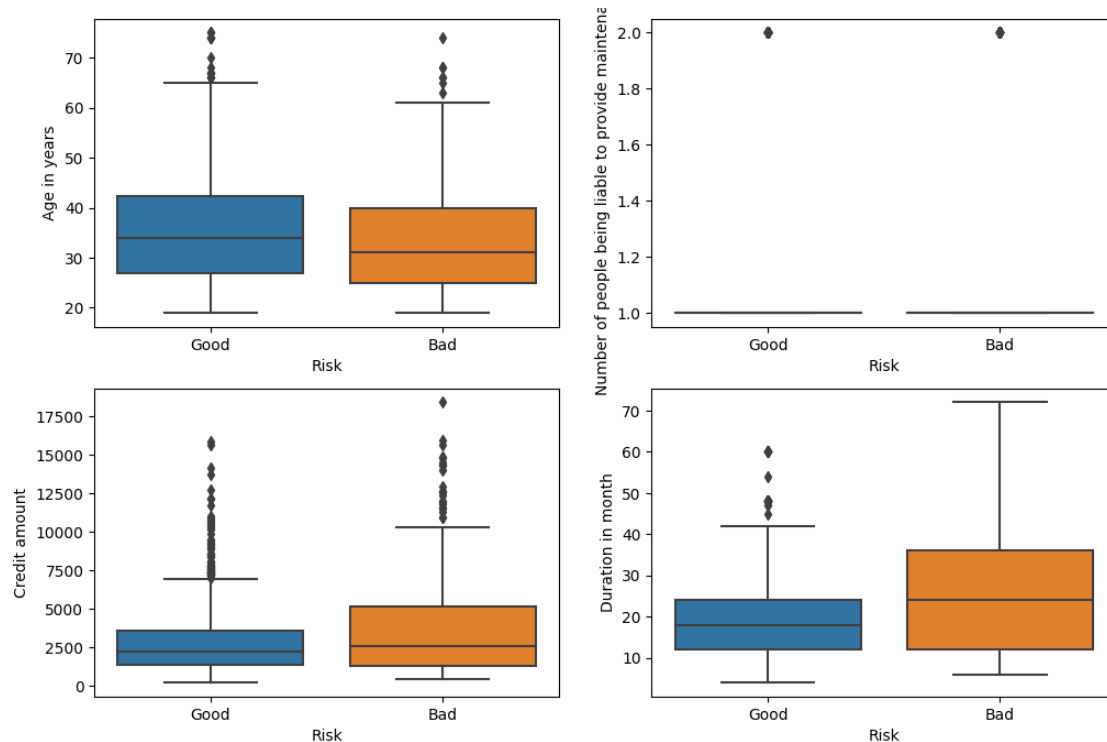 Age in years
70
60
50
40
30
20
Good
Bad
Risk
Number of people being liable to provide
2.0
1.8
1.6
1.4
1.2
1.0
Good
Bad
Risk
Credit amount
17500
15000
12500
10000
7500
5000
2500
0
Good
Bad
Risk
Duration in month
70
60
50
40
30
20
10
Good
Bad
Risk